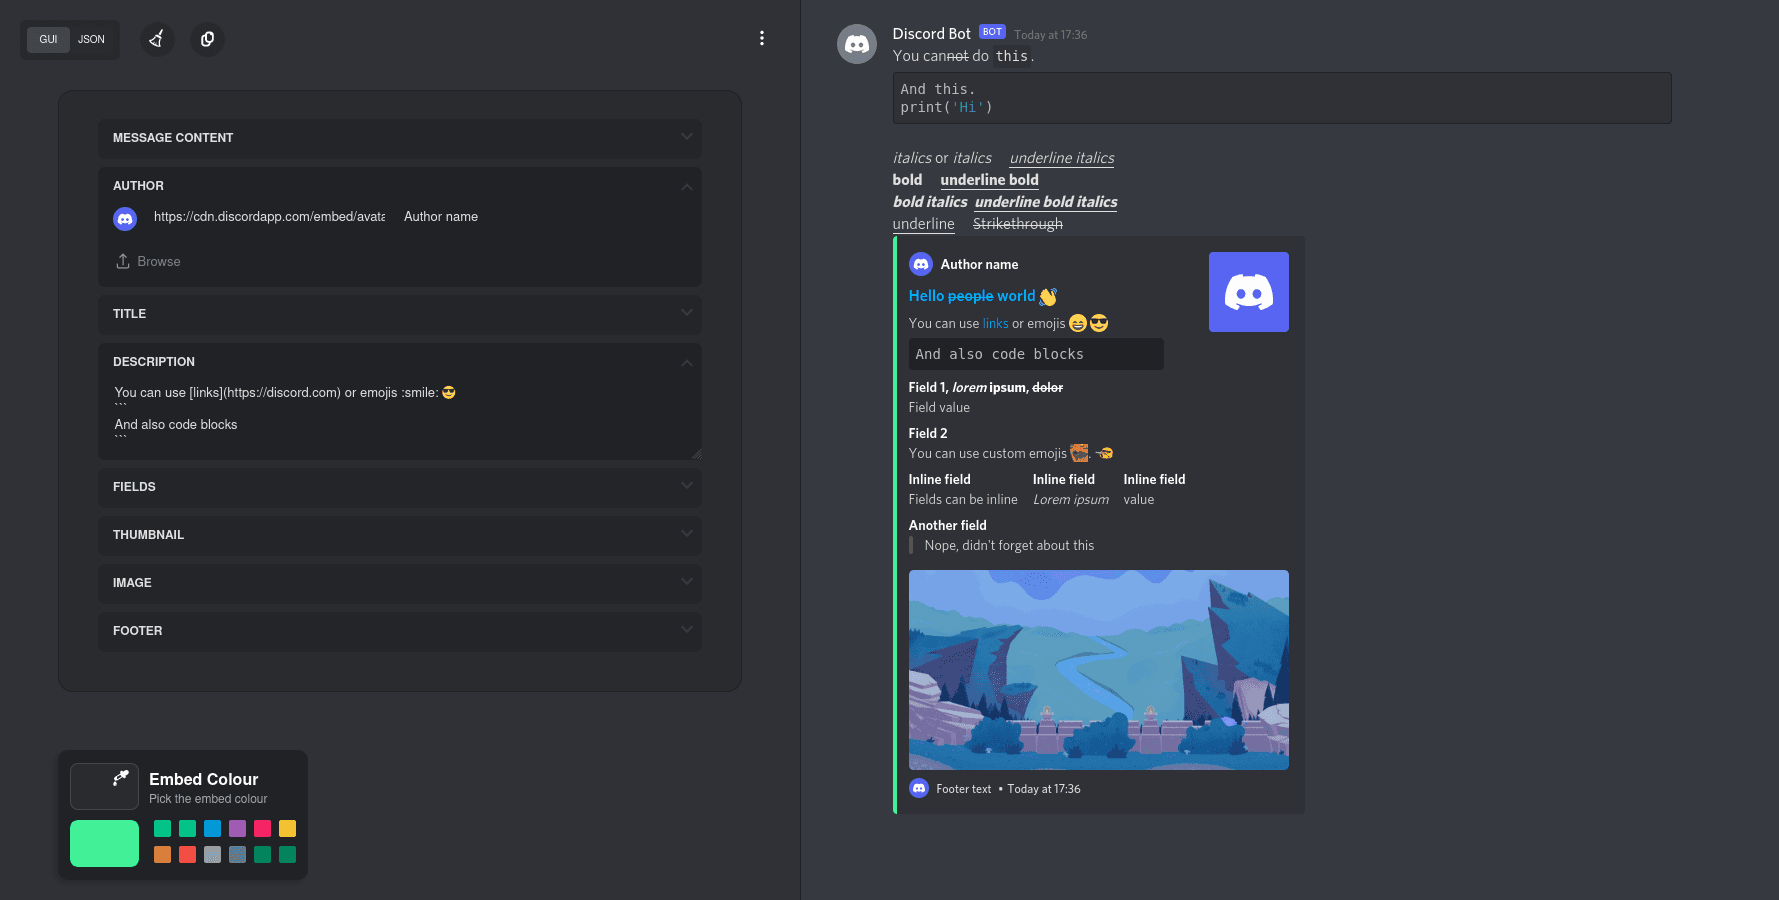 GUI JSON
MESSAGE CONTENT
AUTHOR
https://cdn.discordapp.com/embed/avata Author name
Browse
TITLE
DESCRIPTION
You can use [links](https://discord.com) or emojis :smile: 😎
```
And also code blocks
```
FIELDS
THUMBNAIL
IMAGE
FOOTER
Embed Colour
Pick the embed colour
Discord Bot BOT Today at 17:36
You cannot do this.
And this.
print('Hi')
italics or italics underline italics
bold underline bold
bold italics underline bold italics
underline Strikethrough
Author name
Hello people world 👋
You can use links or emojis 😄😎
And also code blocks
Field 1, lorem ipsum, dolor
Field value
Field 2
You can use custom emojis .
Inline field Inline field Inline field
Fields can be inline Lorem ipsum value
Another field
Nope, didn't forget about this
Footer text • Today at 17:36